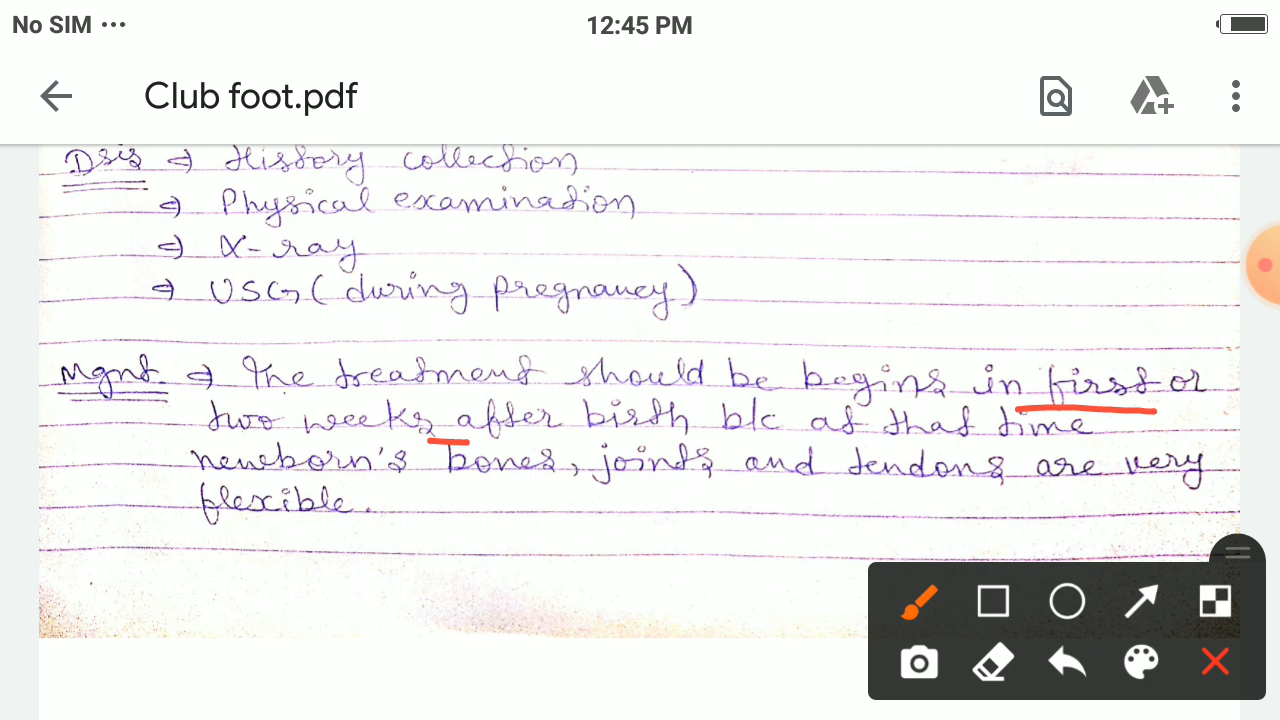 No SIM ···
12:45 PM
Club foot.pdf
Dsis ⇒ History collection
⇒ Physical examination
⇒ X-ray
⇒ USG ( during pregnancy )
Mgnt. ⇒ The treatment should be begins in first or
two weeks after birth b/c at that time
newborn's bones, joints and tendons are very
flexible.